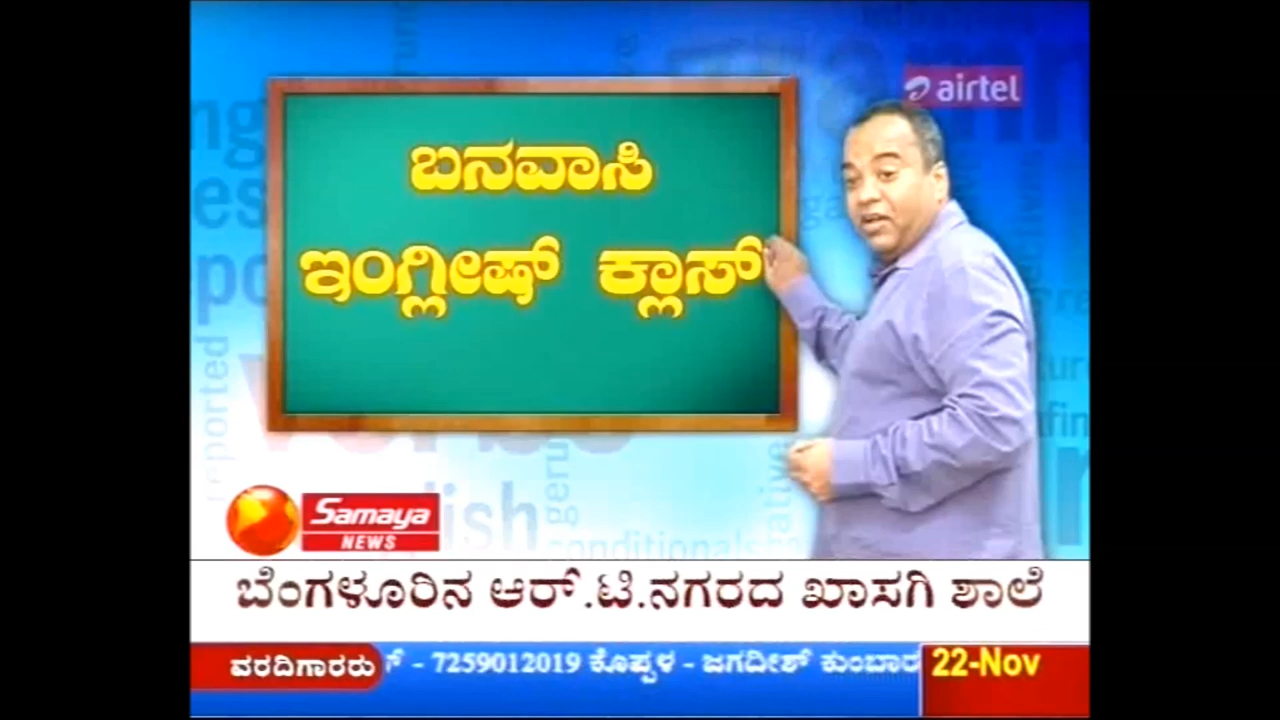 airtel
ಬನವಾಸಿ
ಇಂಗ್ಲೀಷ್ ಕ್ಲಾಸ್
Samaya
NEWS
ಬೆಂಗಳೂರಿನ ಆರ್.ಟಿ.ನಗರದ ಖಾಸಗಿ ಶಾಲೆ
ವರದಿಗಾರರು - 7259012019 ಕೊಪ್ಪಳ - ಜಗದೀಶ್ ಕುಂಬಾರ 22-Nov